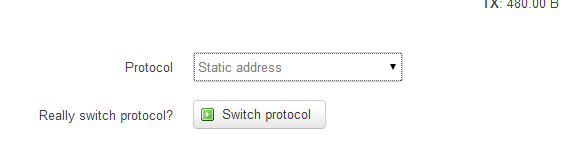 TX: 480.00 B
Protocol Static address
Really switch protocol? Switch protocol